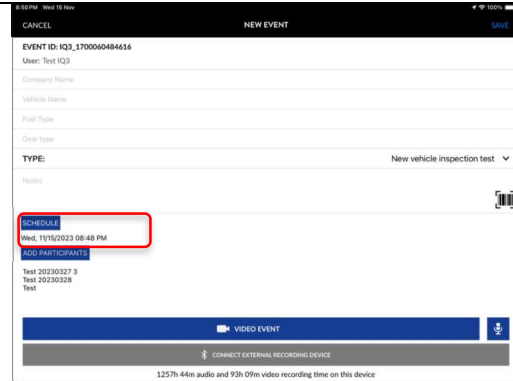 8:50 PM Wed 15 Nov 100%
CANCEL NEW EVENT SAVE
EVENT ID: IQ3_1700060484616
User: Test IQ3
Company Name
Vehicle Name
Fuel Type
Gear type
TYPE: New vehicle inspection test
Notes
SCHEDULE
Wed, 11/15/2023 08:48 PM
ADD PARTICIPANTS
Test 20230327 3
Test 20230328
Test
VIDEO EVENT
CONNECT EXTERNAL RECORDING DEVICE
1257h 44m audio and 93h 09m video recording time on this device